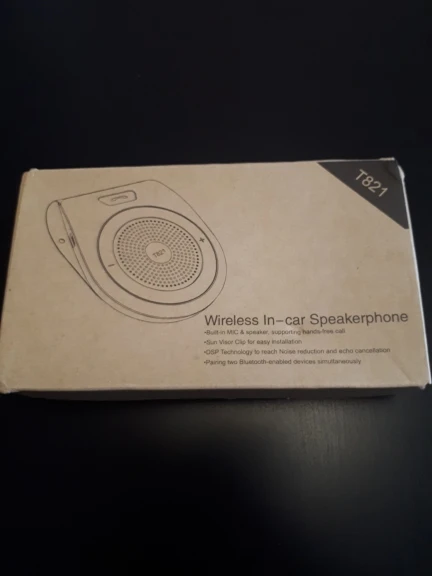 T821
T821
Wireless In-car Speakerphone
•Built-in MIC & speaker, supporting hands-free call
•Sun Visor Clip for easy Installation
•DSP Technology to reach Noise reduction and echo cancellation
•Pairing two Bluetooth-enabled devices simultaneously